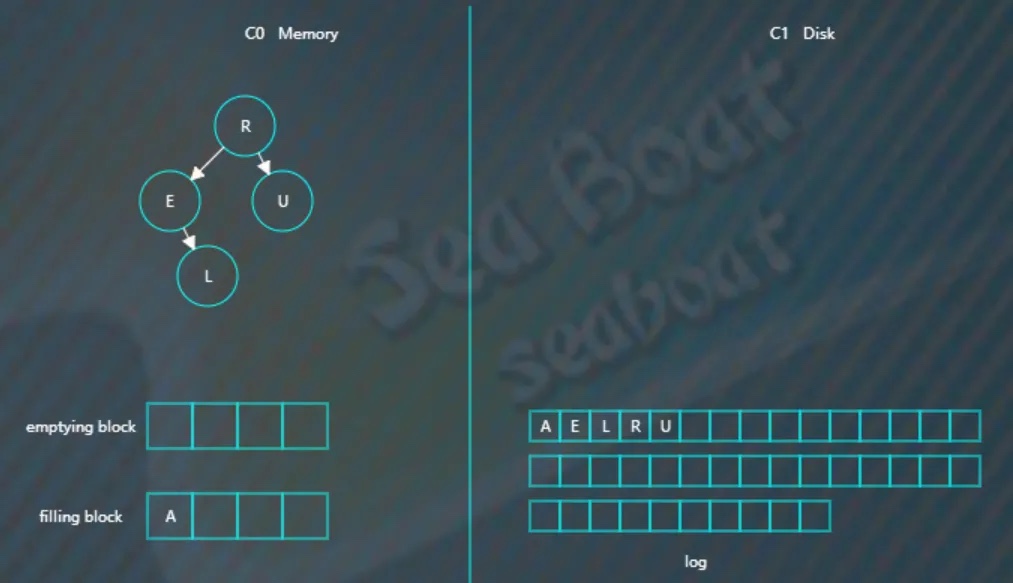 C0 Memory
C1 Disk
R
E
U
L
emptying block
filling block
A
A E L R U
log
Sea Boat
seaboat